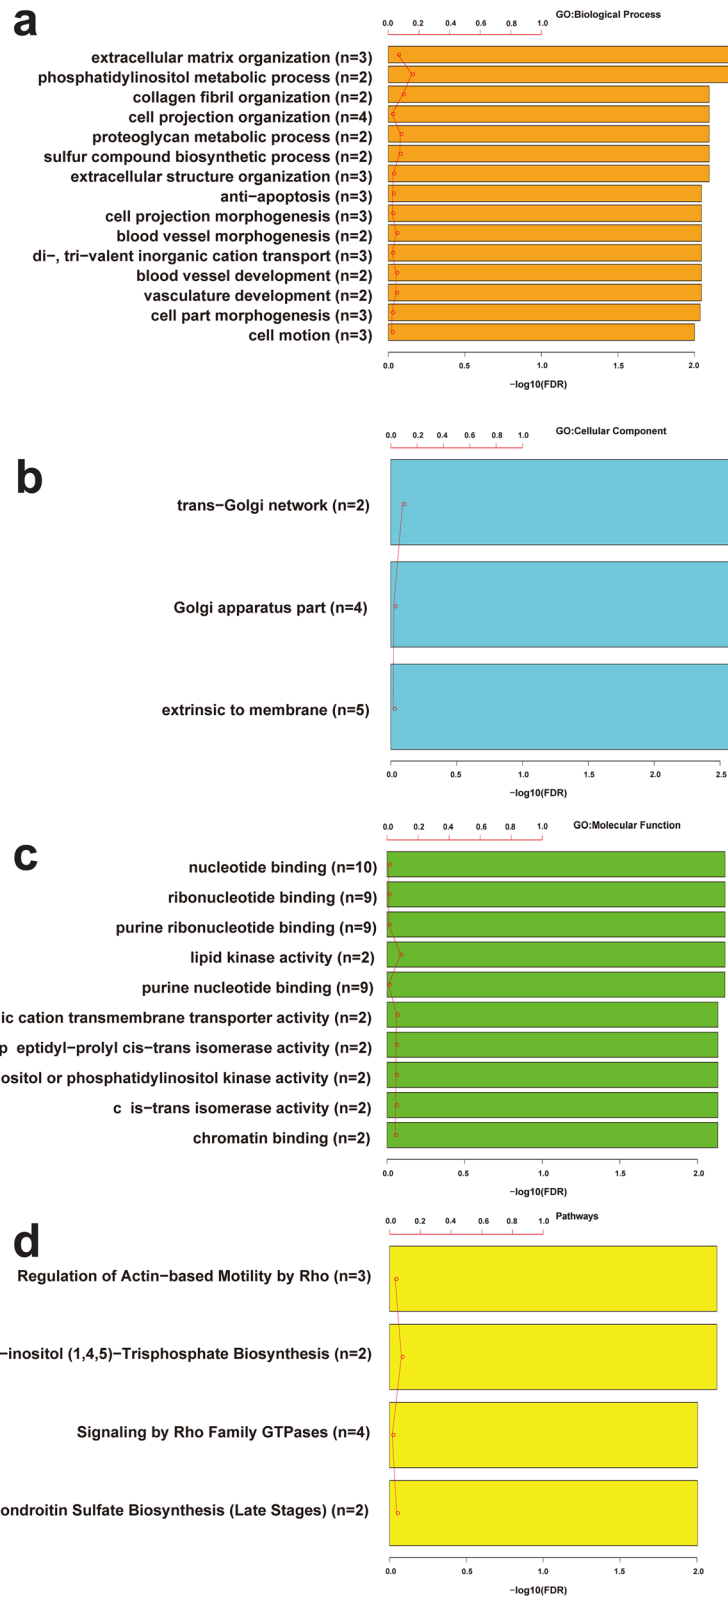 a
GO:Biological Process
0.0 0.2 0.4 0.6 0.8 1.0
extracellular matrix organization (n=3)
phosphatidylinositol metabolic process (n=2)
collagen fibril organization (n=2)
cell projection organization (n=4)
proteoglycan metabolic process (n=2)
sulfur compound biosynthetic process (n=2)
extracellular structure organization (n=3)
anti-apoptosis (n=3)
cell projection morphogenesis (n=3)
blood vessel morphogenesis (n=2)
di−, tri-valent inorganic cation transport (n=3)
blood vessel development (n=2)
vasculature development (n=2)
cell part morphogenesis (n=3)
cell motion (n=3)
0.0 0.5 1.0 1.5 2.0
−log10(FDR)
b
GO:Cellular Component
0.0 0.2 0.4 0.6 0.8 1.0
trans−Golgi network (n=2)
Golgi apparatus part (n=4)
extrinsic to membrane (n=5)
0.0 0.5 1.0 1.5 2.0 2.5
−log10(FDR)
c
GO:Molecular Function
0.0 0.2 0.4 0.6 0.8 1.0
nucleotide binding (n=10)
ribonucleotide binding (n=9)
purine ribonucleotide binding (n=9)
lipid kinase activity (n=2)
purine nucleotide binding (n=9)
ic cation transmembrane transporter activity (n=2)
p eptidyl−prolyl cis−trans isomerase activity (n=2)
ositol or phosphatidylinositol kinase activity (n=2)
c is−trans isomerase activity (n=2)
chromatin binding (n=2)
0.0 0.5 1.0 1.5 2.0
−log10(FDR)
d
Pathways
0.0 0.2 0.4 0.6 0.8 1.0
Regulation of Actin−based Motility by Rho (n=3)
−inositol (1,4,5)−Trisphosphate Biosynthesis (n=2)
Signaling by Rho Family GTPases (n=4)
ondroitin Sulfate Biosynthesis (Late Stages) (n=2)
0.0 0.5 1.0 1.5 2.0
−log10(FDR)